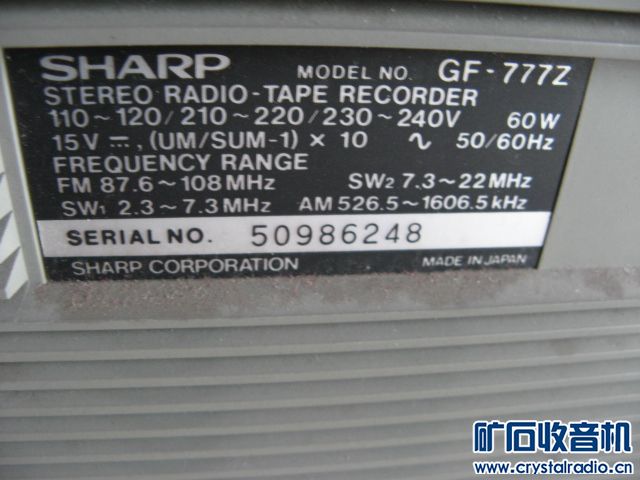 SHARP MODEL NO. GF-777Z
STEREO RADIO-TAPE RECORDER
110~120/210~220/230~240V 60W
15V ⎓, (UM/SUM-1) × 10 ∿ 50/60Hz
FREQUENCY RANGE
FM 87.6~108MHz SW2 7.3~22MHz
SW1 2.3~7.3MHz AM 526.5~1606.5kHz
SERIAL NO. 50986248
SHARP CORPORATION MADE IN JAPAN
矿石收音机
www.crystalradio.cn